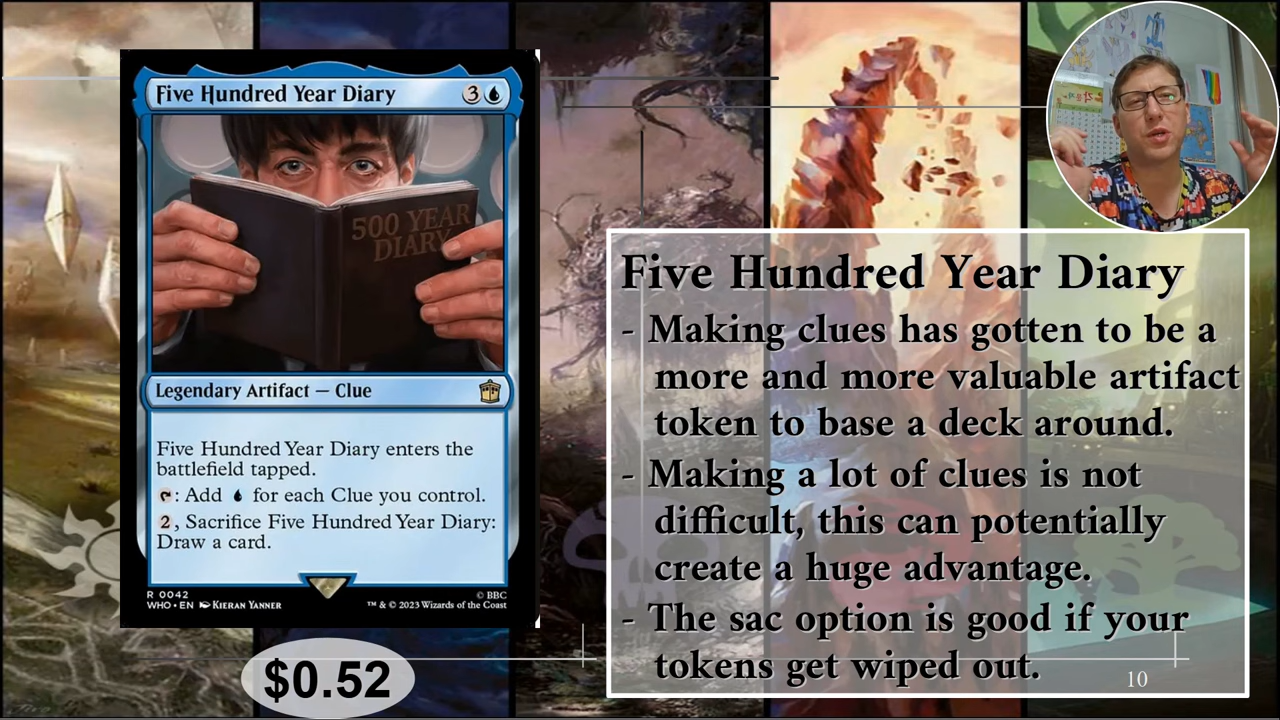 Five Hundred Year Diary 3
500 YEAR
DIARY
Legendary Artifact — Clue
Five Hundred Year Diary enters the
battlefield tapped.
: Add for each Clue you control.
2, Sacrifice Five Hundred Year Diary:
Draw a card.
R 0042
WHO • EN KIERAN YANNER
© BBC
™ & © 2023 Wizards of the Coast
$0.52
Five Hundred Year Diary
- Making clues has gotten to be a
more and more valuable artifact
token to base a deck around.
- Making a lot of clues is not
difficult, this can potentially
create a huge advantage.
- The sac option is good if your
tokens get wiped out.
10